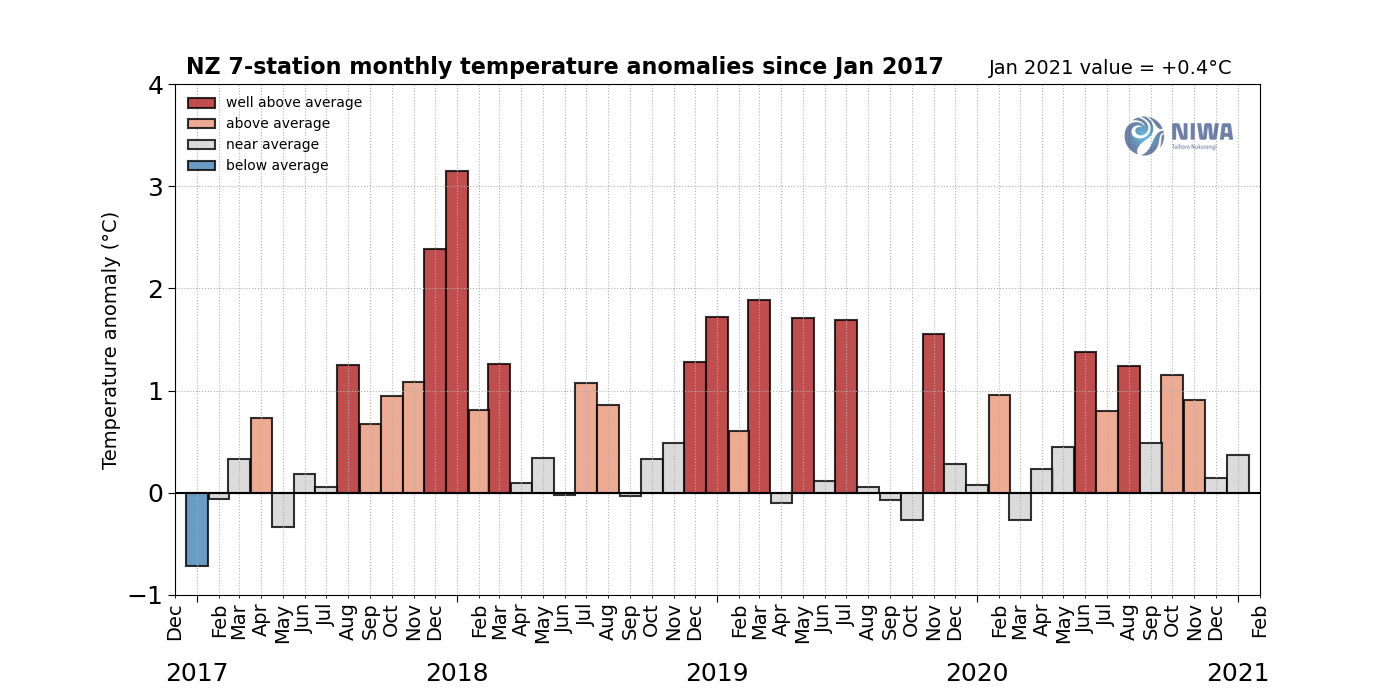 NZ 7-station monthly temperature anomalies since Jan 2017
Jan 2021 value = +0.4°C
well above average
above average
near average
below average
NIWA
Taihoro Nukurangi
Temperature anomaly (°C)
4
3
2
1
0
−1
Dec Feb Mar Apr May Jun Jul Aug Sep Oct Nov Dec Feb Mar Apr May Jun Jul Aug Sep Oct Nov Dec Feb Mar Apr May Jun Jul Aug Sep Oct Nov Dec Feb Mar Apr May Jun Jul Aug Sep Oct Nov Dec Feb
2017 2018 2019 2020 2021